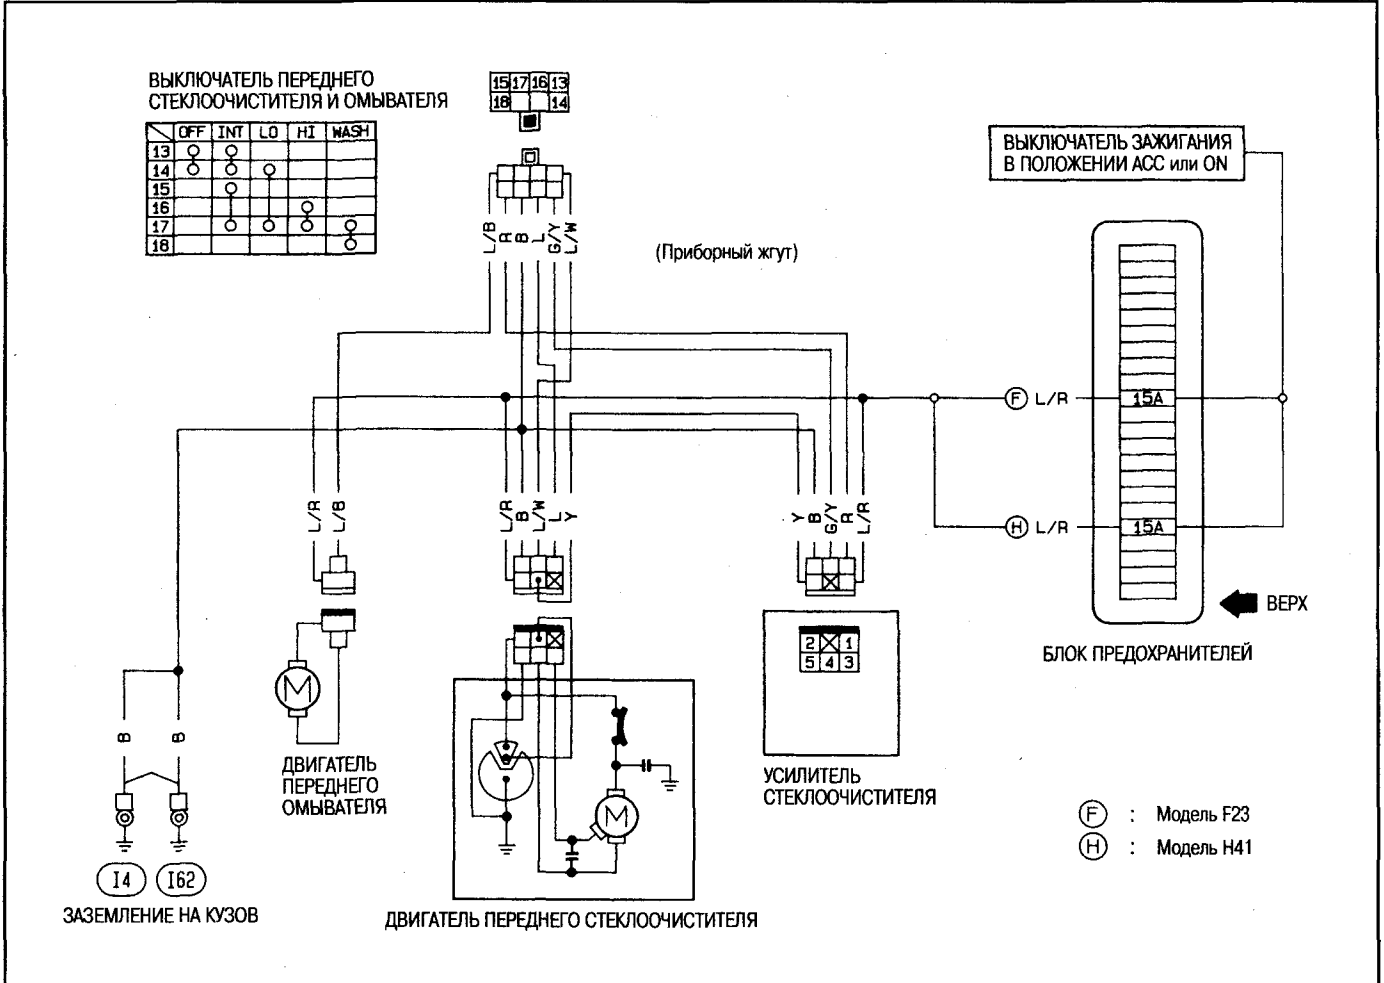 ВЫКЛЮЧАТЕЛЬ ПЕРЕДНЕГО
СТЕКЛООЧИСТИТЕЛЯ И ОМЫВАТЕЛЯ
OFF INT LO HI WASH
13
14
15
16
17
18
15 17 16 13
18 14
ВЫКЛЮЧАТЕЛЬ ЗАЖИГАНИЯ
В ПОЛОЖЕНИИ ACC или ON
L/B R B L G/Y L/W
(Приборный жгут)
F L/R 15A
H L/R 15A
L/R L/B
L/R B L/W L Y
Y B G/Y R L/R
ВЕРХ
БЛОК ПРЕДОХРАНИТЕЛЕЙ
2 1
5 4 3
M
M
B B
ДВИГАТЕЛЬ
ПЕРЕДНЕГО
ОМЫВАТЕЛЯ
УСИЛИТЕЛЬ
СТЕКЛООЧИСТИТЕЛЯ
F : Модель F23
H : Модель H41
I4 I62
ЗАЗЕМЛЕНИЕ НА КУЗОВ
ДВИГАТЕЛЬ ПЕРЕДНЕГО СТЕКЛООЧИСТИТЕЛЯ